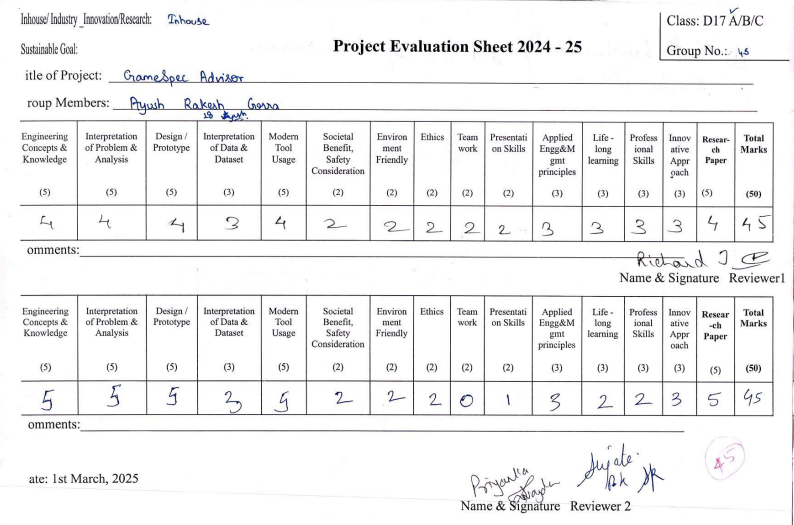 Inhouse/ Industry_Innovation/Research: Inhouse
Class: D17 A/B/C
Sustainable Goal:
Project Evaluation Sheet 2024 - 25
Group No.: 45
itle of Project: GameSpec Advisor
roup Members: Ayush Rakesh
Engineering Concepts & Knowledge Interpretation of Problem & Analysis Design / Prototype Interpretation of Data & Dataset Modern Tool Usage Societal Benefit, Safety Consideration Environ ment Friendly Ethics Team work Presentati on Skills Applied Engg&M gmt principles Life - long learning Profess ional Skills Innov ative Appr oach Resear- ch Paper Total Marks
(5) (5) (5) (3) (5) (2) (2) (2) (2) (2) (3) (3) (3) (3) (5) (50)
4 4 4 3 4 2 2 2 2 2 3 3 3 3 4 45
omments:
Richard J
Name & Signature Reviewer1
Engineering Concepts & Knowledge Interpretation of Problem & Analysis Design / Prototype Interpretation of Data & Dataset Modern Tool Usage Societal Benefit, Safety Consideration Environ ment Friendly Ethics Team work Presentati on Skills Applied Engg&M gmt principles Life - long learning Profess ional Skills Innov ative Appr oach Resear -ch Paper Total Marks
(5) (5) (5) (3) (5) (2) (2) (2) (2) (2) (3) (3) (3) (3) (5) (50)
5 5 5 3 5 2 2 2 0 1 3 2 2 3 5 45
omments:
45
ate: 1st March, 2025
Priyanka
Name & Signature Reviewer 2